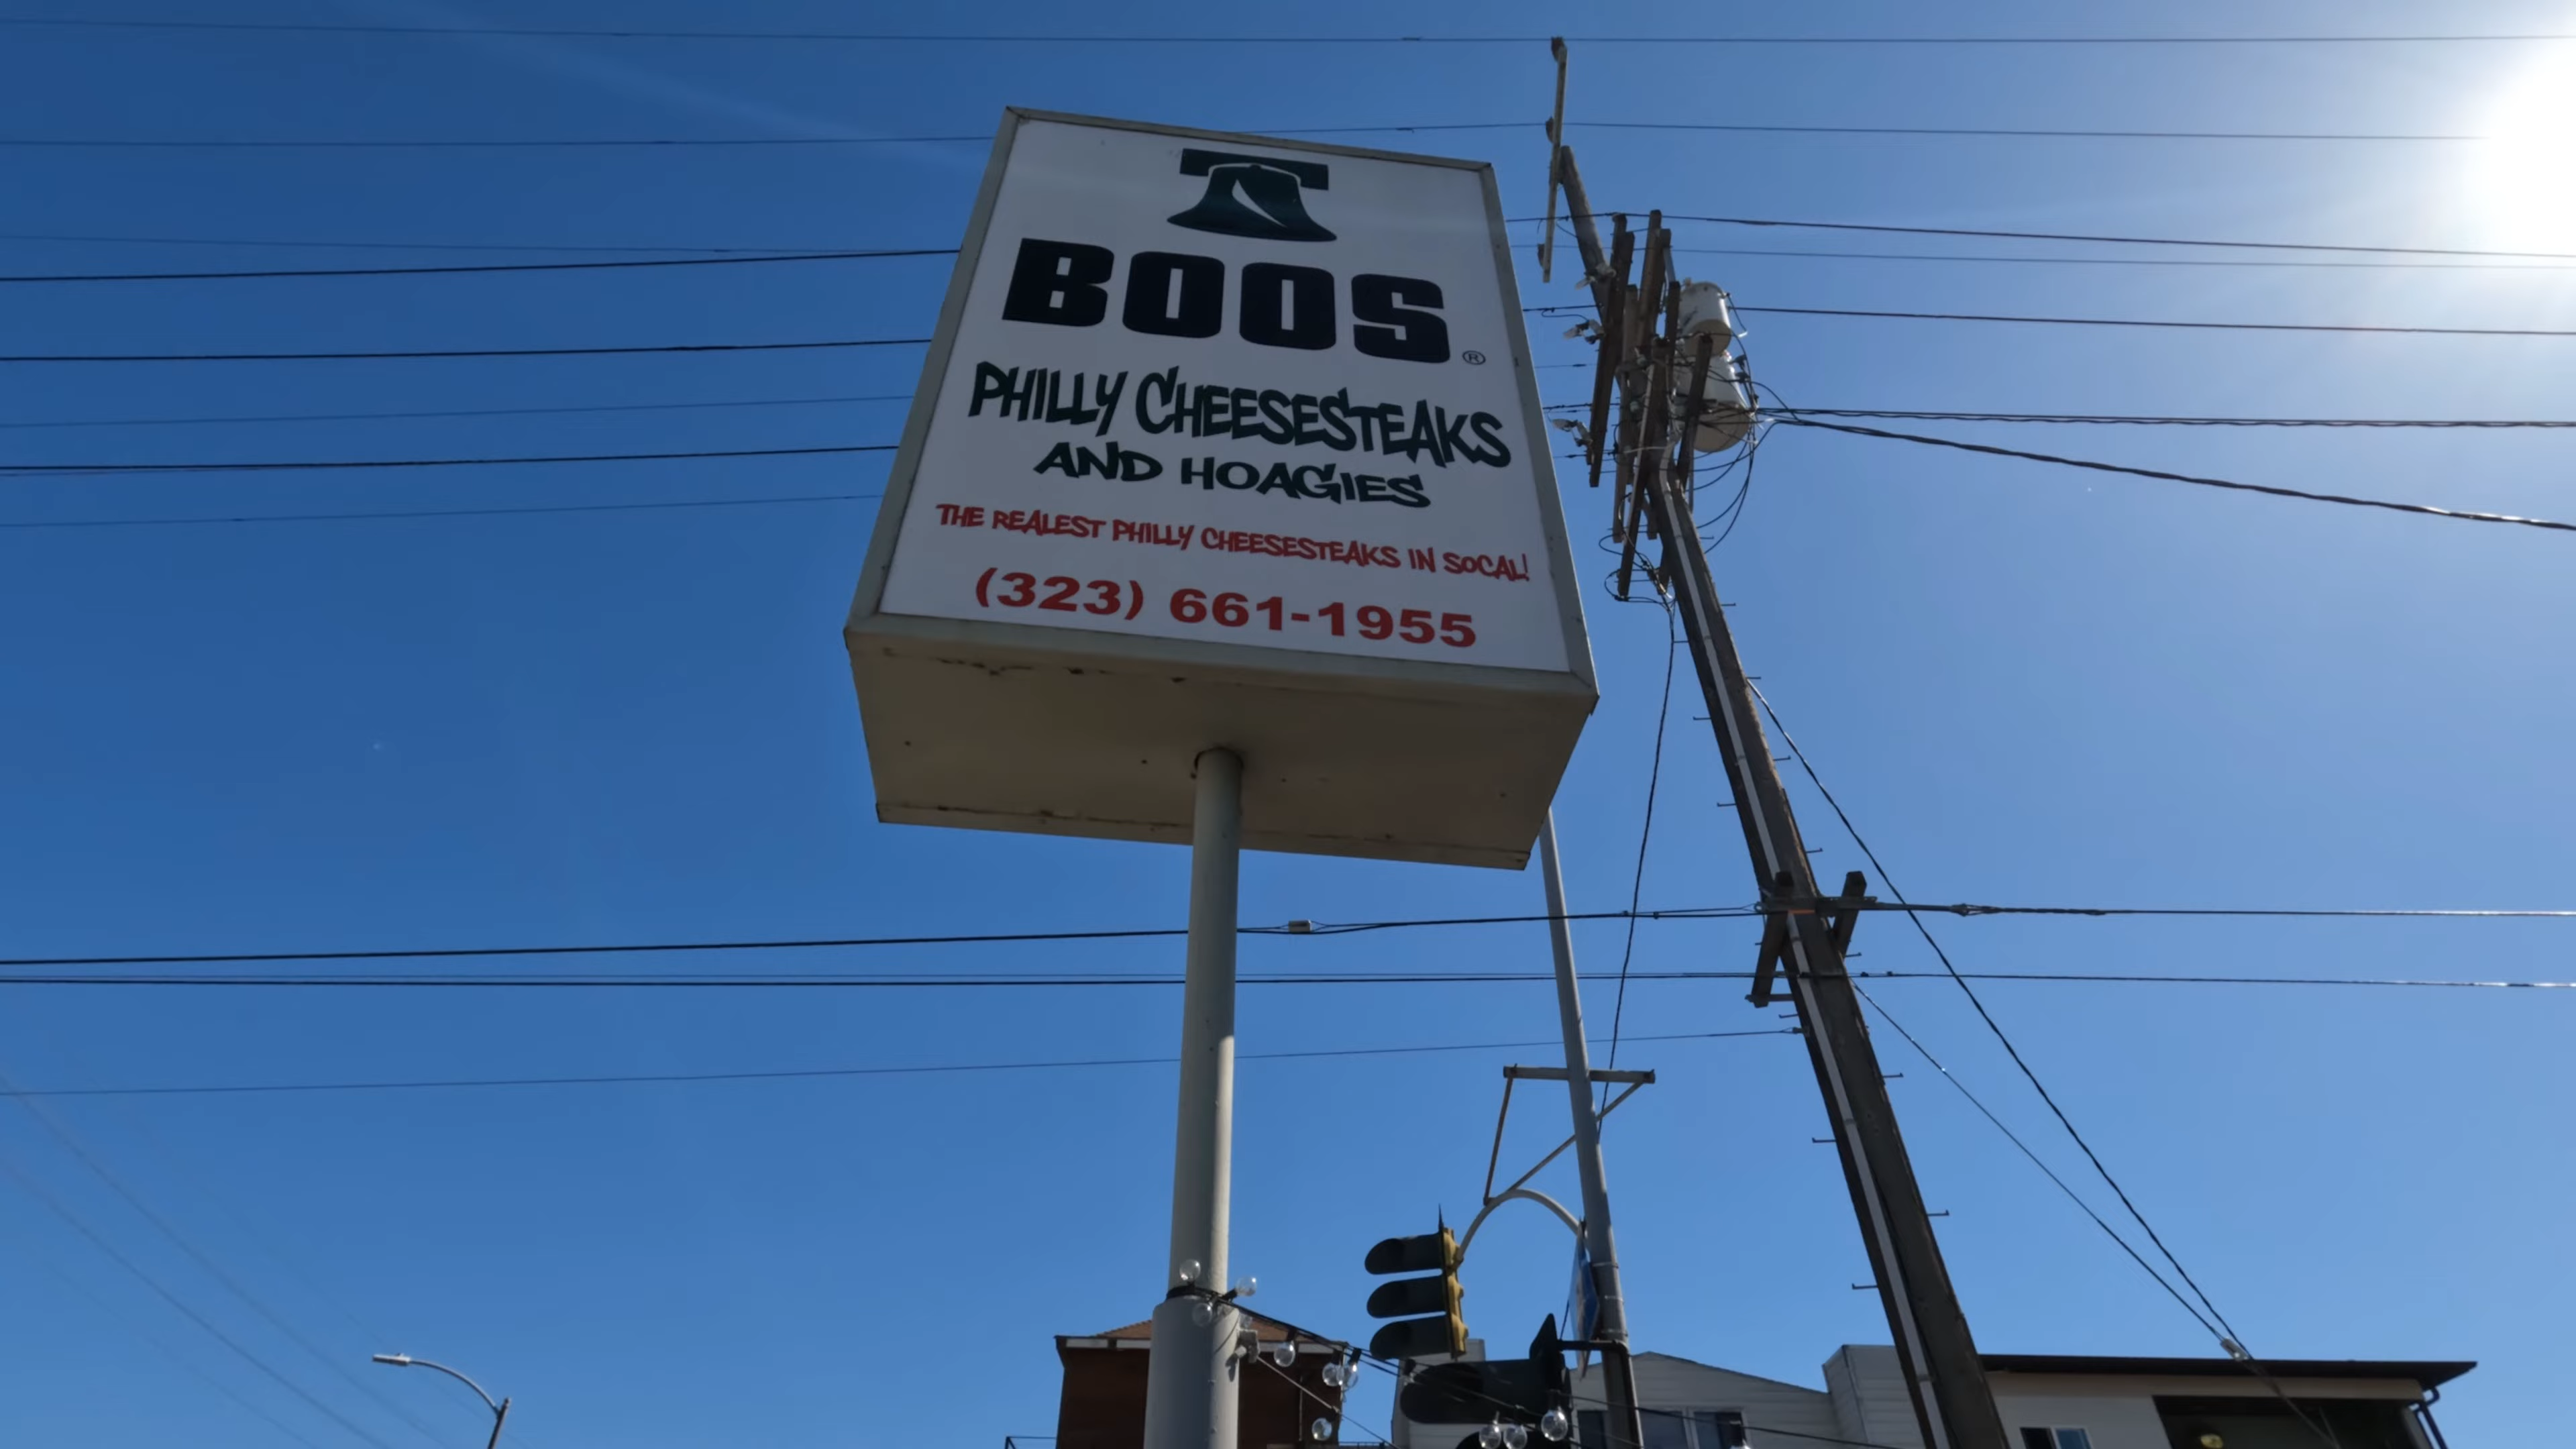 BOOS®
PHILLY CHEESESTEAKS
AND HOAGIES
THE REALEST PHILLY CHEESESTEAKS IN SOCAL!
(323) 661-1955